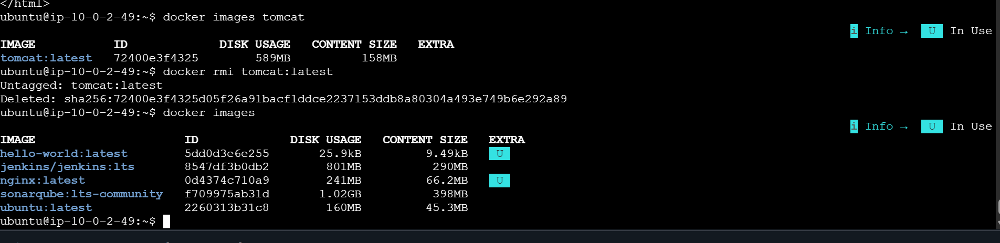 </html>
ubuntu@ip-10-0-2-49:~$ docker images tomcat
i Info → U In Use
IMAGE ID DISK USAGE CONTENT SIZE EXTRA
tomcat:latest 72400e3f4325 589MB 158MB
ubuntu@ip-10-0-2-49:~$ docker rmi tomcat:latest
Untagged: tomcat:latest
Deleted: sha256:72400e3f4325d05f26a91bacf1ddce2237153ddb8a80304a493e749b6e292a89
ubuntu@ip-10-0-2-49:~$ docker images
i Info → U In Use
IMAGE ID DISK USAGE CONTENT SIZE EXTRA
hello-world:latest 5dd0d3e6e255 25.9kB 9.49kB U
jenkins/jenkins:lts 8547df3b0db2 801MB 290MB
nginx:latest 0d4374c710a9 241MB 66.2MB U
sonarqube:lts-community f709975ab31d 1.02GB 398MB
ubuntu:latest 2260313b31c8 160MB 45.3MB
ubuntu@ip-10-0-2-49:~$